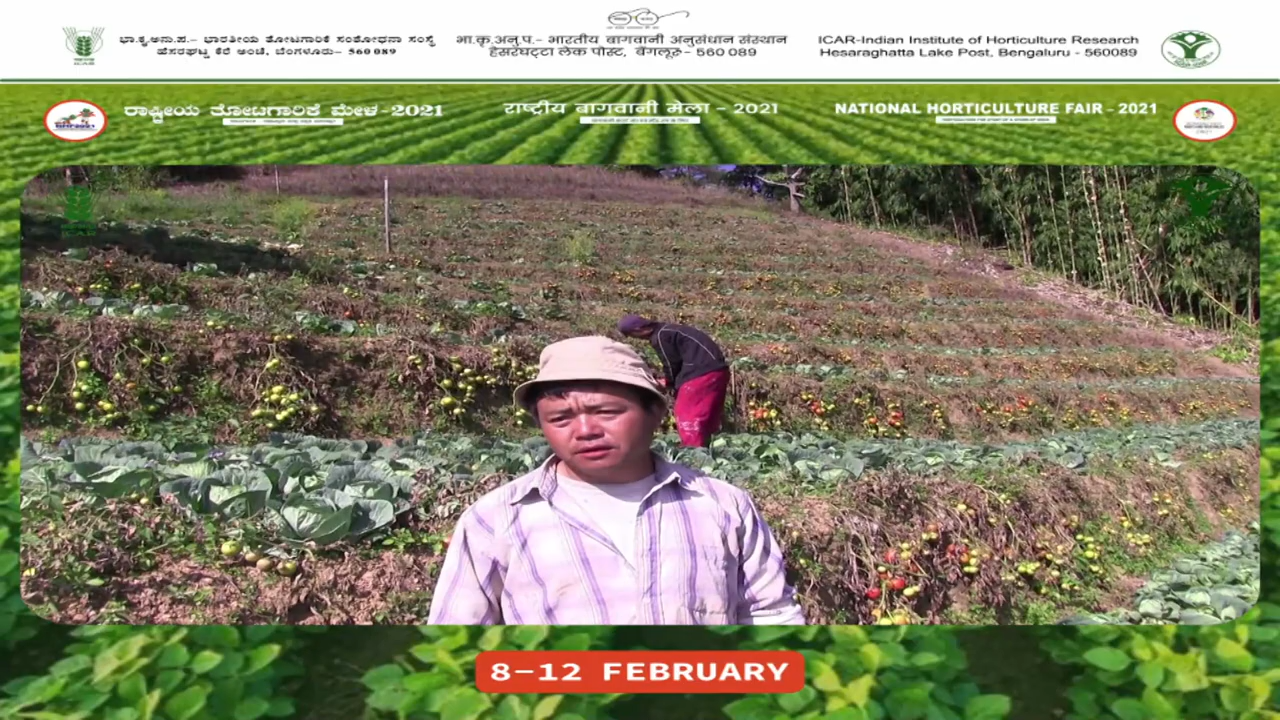 ಭಾ.ಕೃ.ಅನು.ಪ.- ಭಾರತೀಯ ತೋಟಗಾರಿಕೆ ಸಂಶೋಧನಾ ಸಂಸ್ಥೆ
ಹೆಸರಘಟ್ಟ ಕೆರೆ ಅಂಚೆ, ಬೆಂಗಳೂರು- 560 089
भा.कृ.अनु.प.- भारतीय बागवानी अनुसंधान संस्थान
हेसरघट्टा लेक पोस्ट, बेंगलूरु- 560 089
ICAR-Indian Institute of Horticulture Research
Hesaraghatta Lake Post, Bengaluru - 560089
ರಾಷ್ಟ್ರೀಯ ತೋಟಗಾರಿಕೆ ಮೇಳ -2021
राष्ट्रीय बागवानी मेला - 2021
NATIONAL HORTICULTURE FAIR - 2021
8-12 FEBRUARY